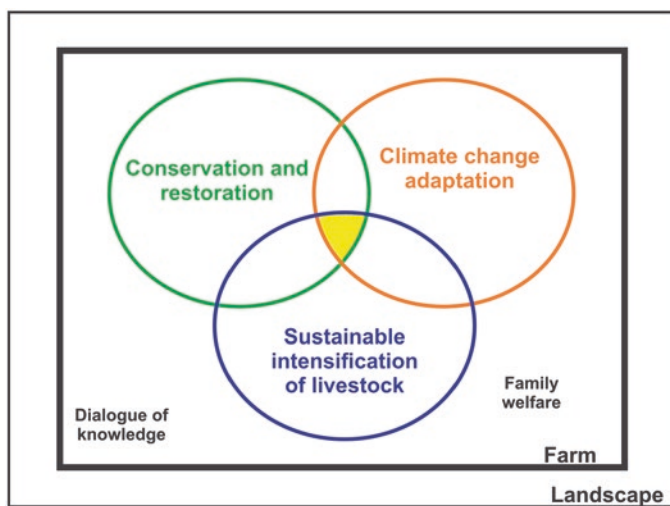 Conservation and
restoration
Climate change
adaptation
Sustainable
intensification
of livestock
Dialogue of
knowledge
Family
welfare
Farm
Landscape